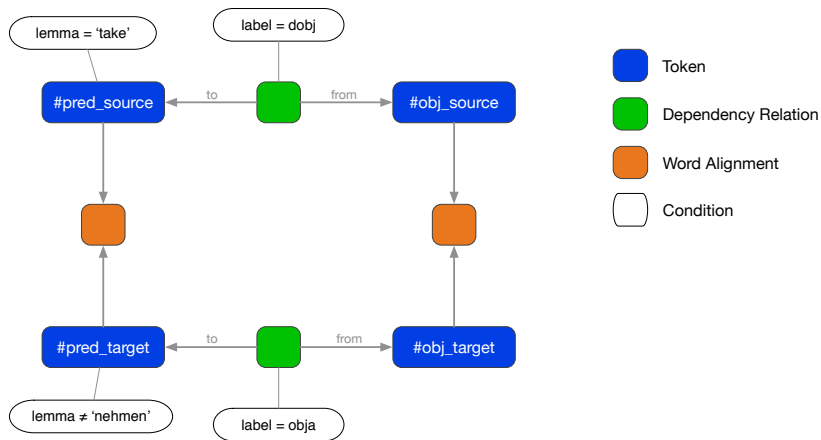 lemma = ‘take’
label = dobj
#pred_source
to
from
#obj_source
#pred_target
to
from
#obj_target
lemma ≠ ‘nehmen’
label = obja
Token
Dependency Relation
Word Alignment
Condition